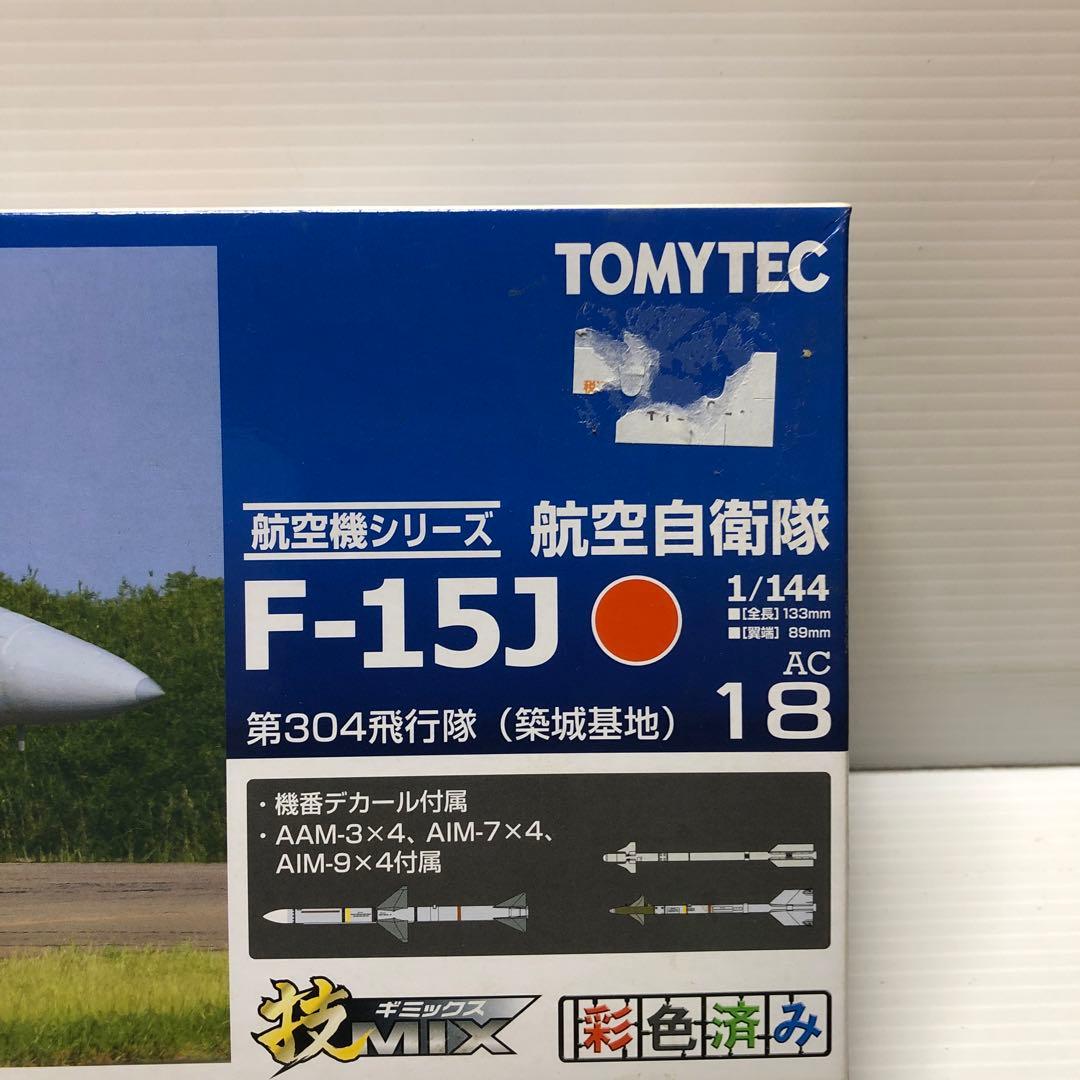 TOMYTEC
航空機シリーズ
航空自衛隊
F-15J
1/144
■[全長]133mm
■[翼端] 89mm
AC
18
第304飛行隊（築城基地）
・機番デカール付属
・AAM-3×4、AIM-7×4、
AIM-9×4付属
技MIX
ギミックス
彩色済み